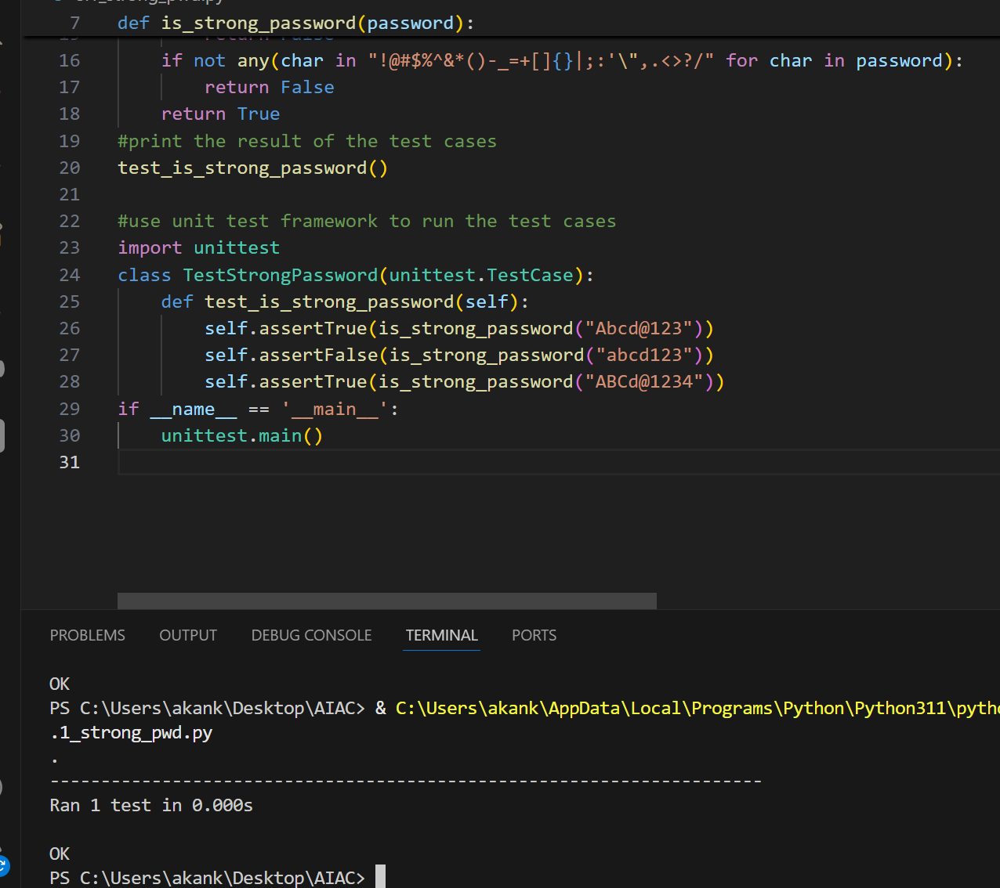 7 def is_strong_password(password):
16 if not any(char in "!@#$%^&*()-_=+[]{}|;:'\",.<>?/" for char in password):
17 return False
18 return True
19 #print the result of the test cases
20 test_is_strong_password()
21
22 #use unit test framework to run the test cases
23 import unittest
24 class TestStrongPassword(unittest.TestCase):
25 def test_is_strong_password(self):
26 self.assertTrue(is_strong_password("Abcd@123"))
27 self.assertFalse(is_strong_password("abcd123"))
28 self.assertTrue(is_strong_password("ABCd@1234"))
29 if __name__ == '__main__':
30 unittest.main()
31
PROBLEMS OUTPUT DEBUG CONSOLE TERMINAL PORTS
OK
PS C:\Users\akank\Desktop\AIAC> & C:\Users\akank\AppData\Local\Programs\Python\Python311\pytho
.1_strong_pwd.py
.
----------------------------------------------------------------------
Ran 1 test in 0.000s
OK
PS C:\Users\akank\Desktop\AIAC>